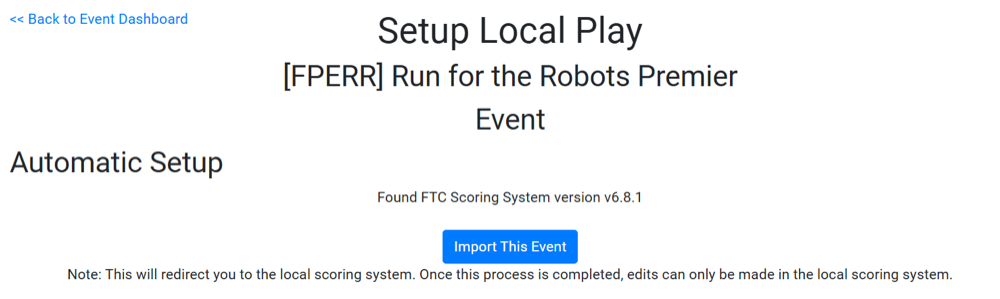 << Back to Event Dashboard
Setup Local Play
[FPERR] Run for the Robots Premier
Event
Automatic Setup
Found FTC Scoring System version v6.8.1
Import This Event
Note: This will redirect you to the local scoring system. Once this process is completed, edits can only be made in the local scoring system.